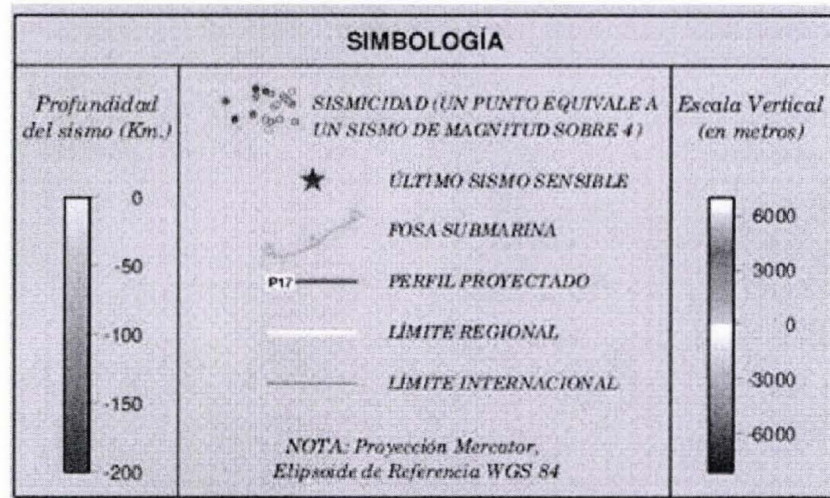 SIMBOLOGÍA
Profundidad
del sismo (Km.)
0
-50
-100
-150
-200
SISMICIDAD (UN PUNTO EQUIVALE A
UN SISMO DE MAGNITUD SOBRE 4)
ÚLTIMO SISMO SENSIBLE
FOSA SUBMARINA
P17 PERFIL PROYECTADO
LÍMITE REGIONAL
LÍMITE INTERNACIONAL
NOTA: Proyección Mercator,
Elipsoide de Referencia WGS 84
Escala Vertical
(en metros)
6000
3000
0
-3000
-6000